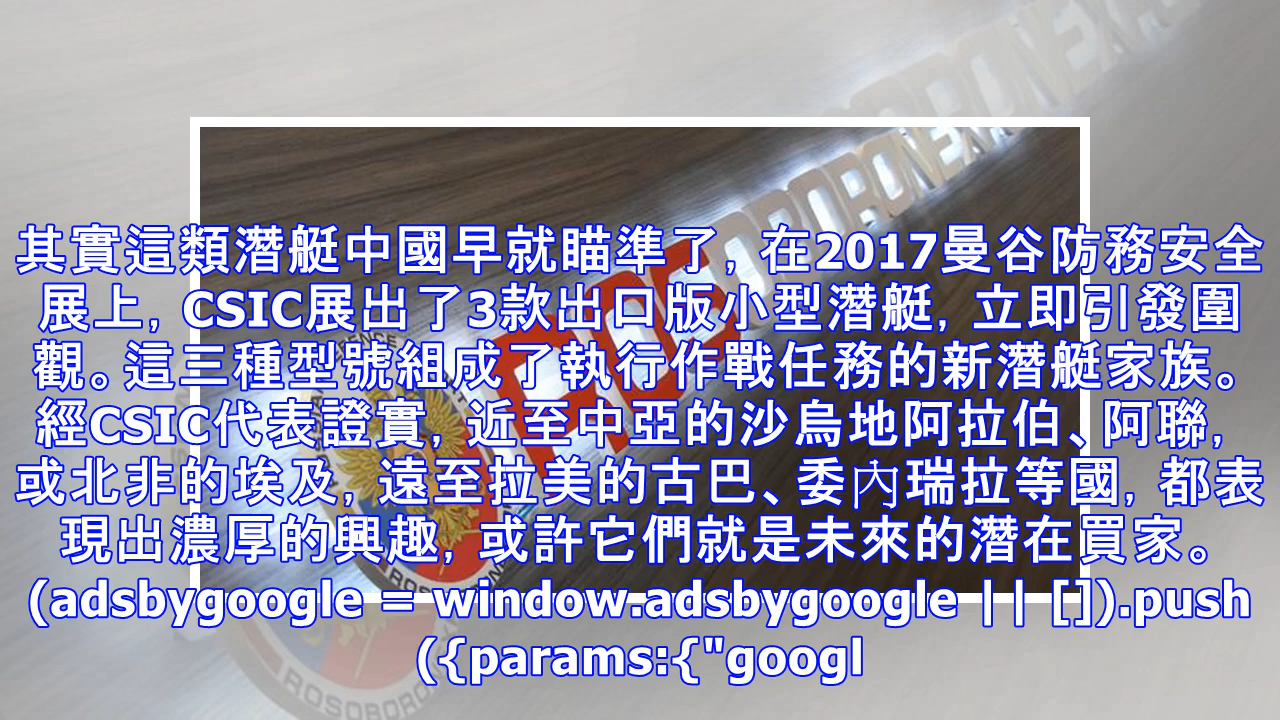 其實這類潛艇中國早就瞄準了, 在2017曼谷防務安全
展上, CSIC展出了3款出口版小型潛艇, 立即引發圍
觀。這三種型號組成了執行作戰任務的新潛艇家族。
經CSIC代表證實, 近至中亞的沙烏地阿拉伯、阿聯,
或北非的埃及, 遠至拉美的古巴、委內瑞拉等國, 都表
現出濃厚的興趣, 或許它們就是未來的潛在買家。
(adsbygoogle = window.adsbygoogle || []).push
({params:{"googl